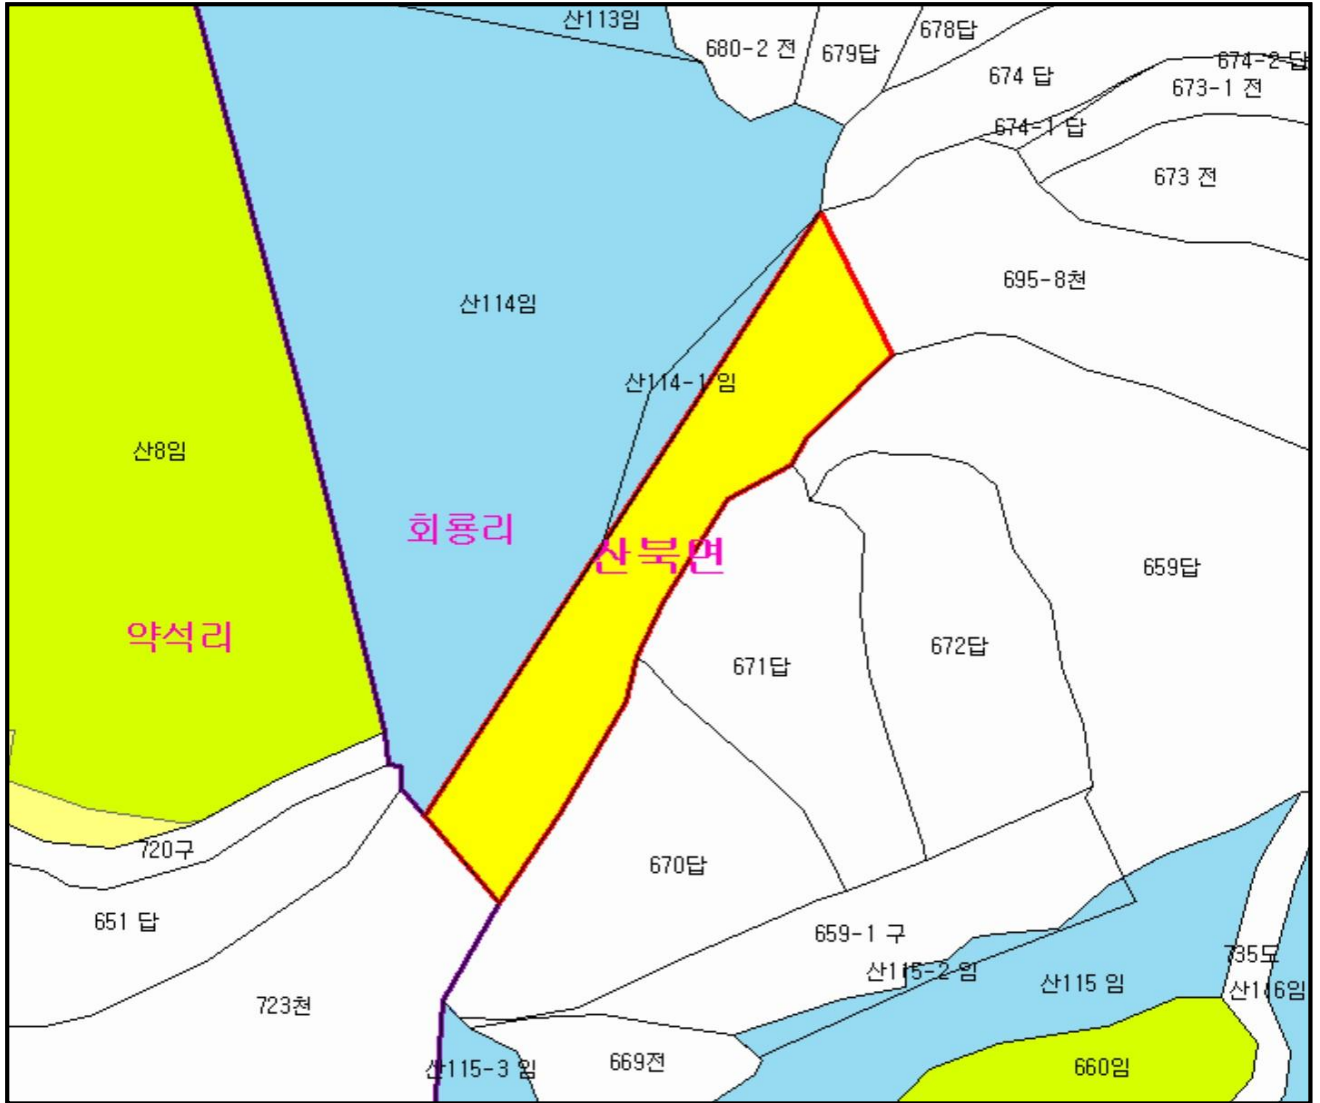 산113임
680-2 전
679답
678답
674 답
674-2 답
673-1 전
674-1 답
673 전
695-8천
산114임
산114-1 임
산8임
회룡리
산북면
659답
약석리
671답
672답
720구
670답
651 답
659-1 구
735도
산115-2 임
산115 임
산116임
723천
산115-3 임
669전
660임